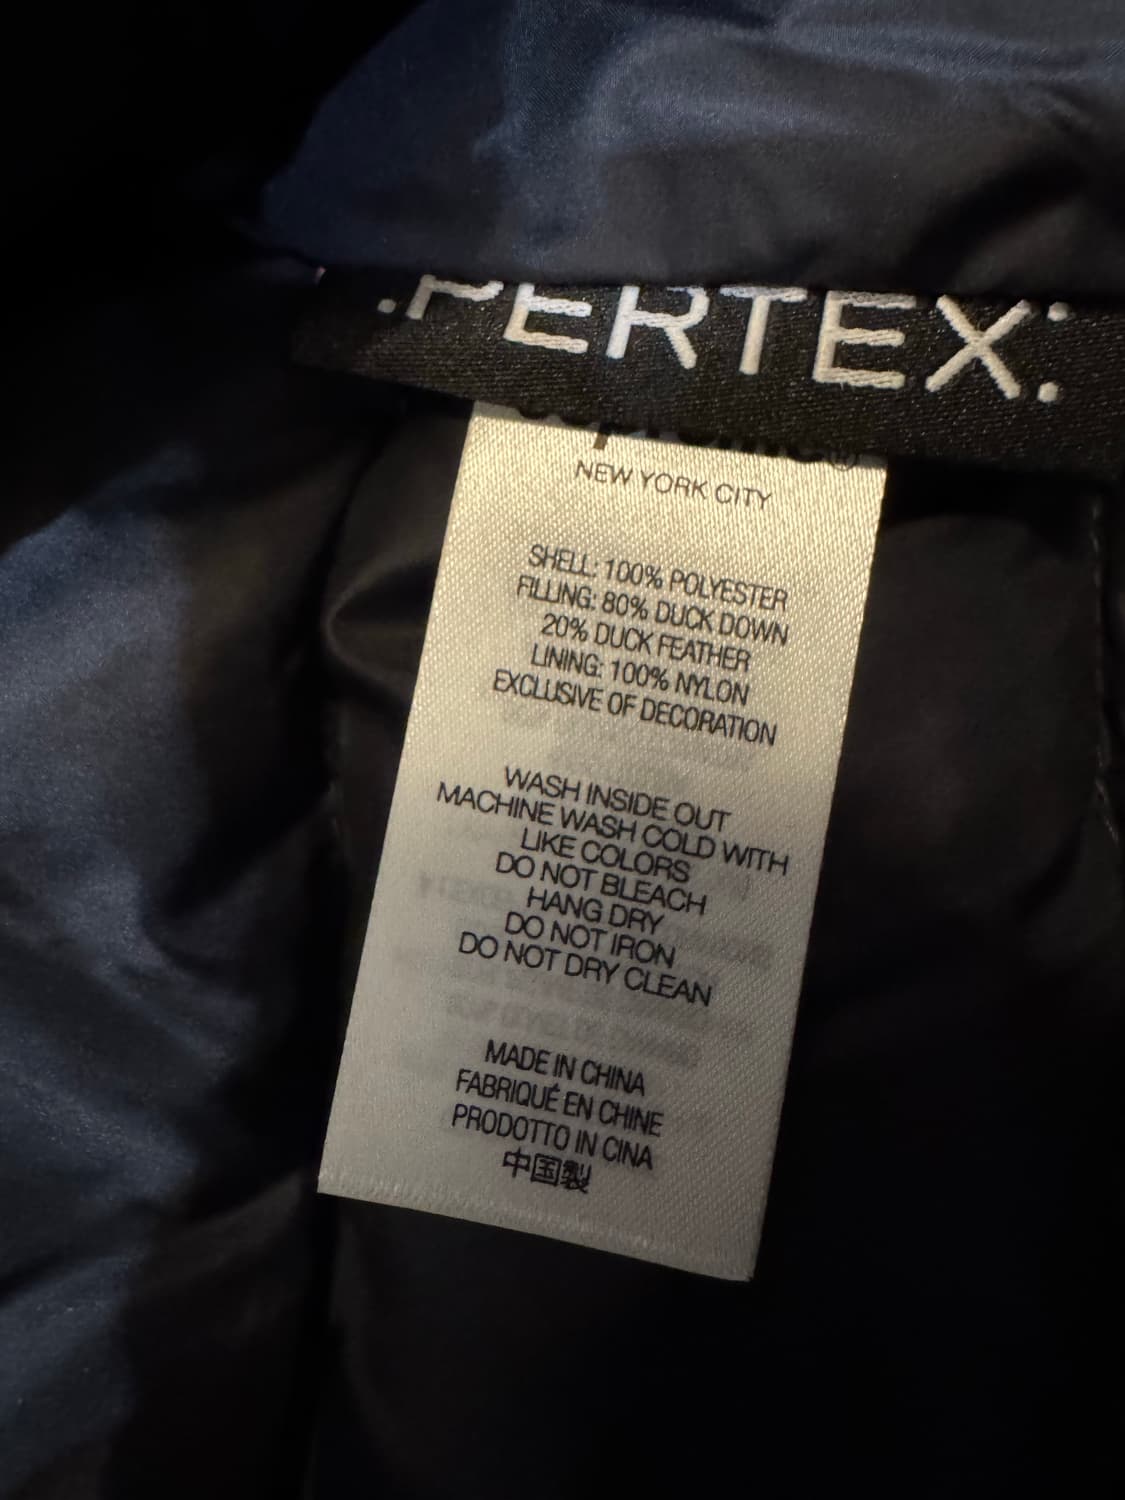 .:PERTEX:.
Supreme®
NEW YORK CITY
SHELL: 100% POLYESTER
FILLING: 80% DUCK DOWN
20% DUCK FEATHER
LINING: 100% NYLON
EXCLUSIVE OF DECORATION
WASH INSIDE OUT
MACHINE WASH COLD WITH
LIKE COLORS
DO NOT BLEACH
HANG DRY
DO NOT IRON
DO NOT DRY CLEAN
MADE IN CHINA
FABRIQUÉ EN CHINE
PRODOTTO IN CINA
中国製